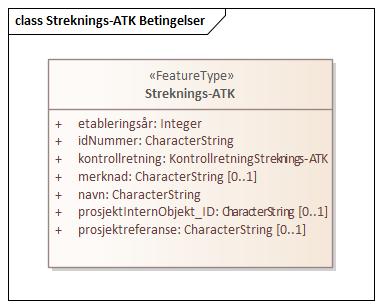 class Streknings-ATK Betingelser
«FeatureType»
Streknings-ATK
+ etableringsår: Integer
+ idNummer: CharacterString
+ kontrollretning: KontrollretningStreknings-ATK
+ merknad: CharacterString [0..1]
+ navn: CharacterString
+ prosjektInternObjekt_ID: CharacterString [0..1]
+ prosjektreferanse: CharacterString [0..1]